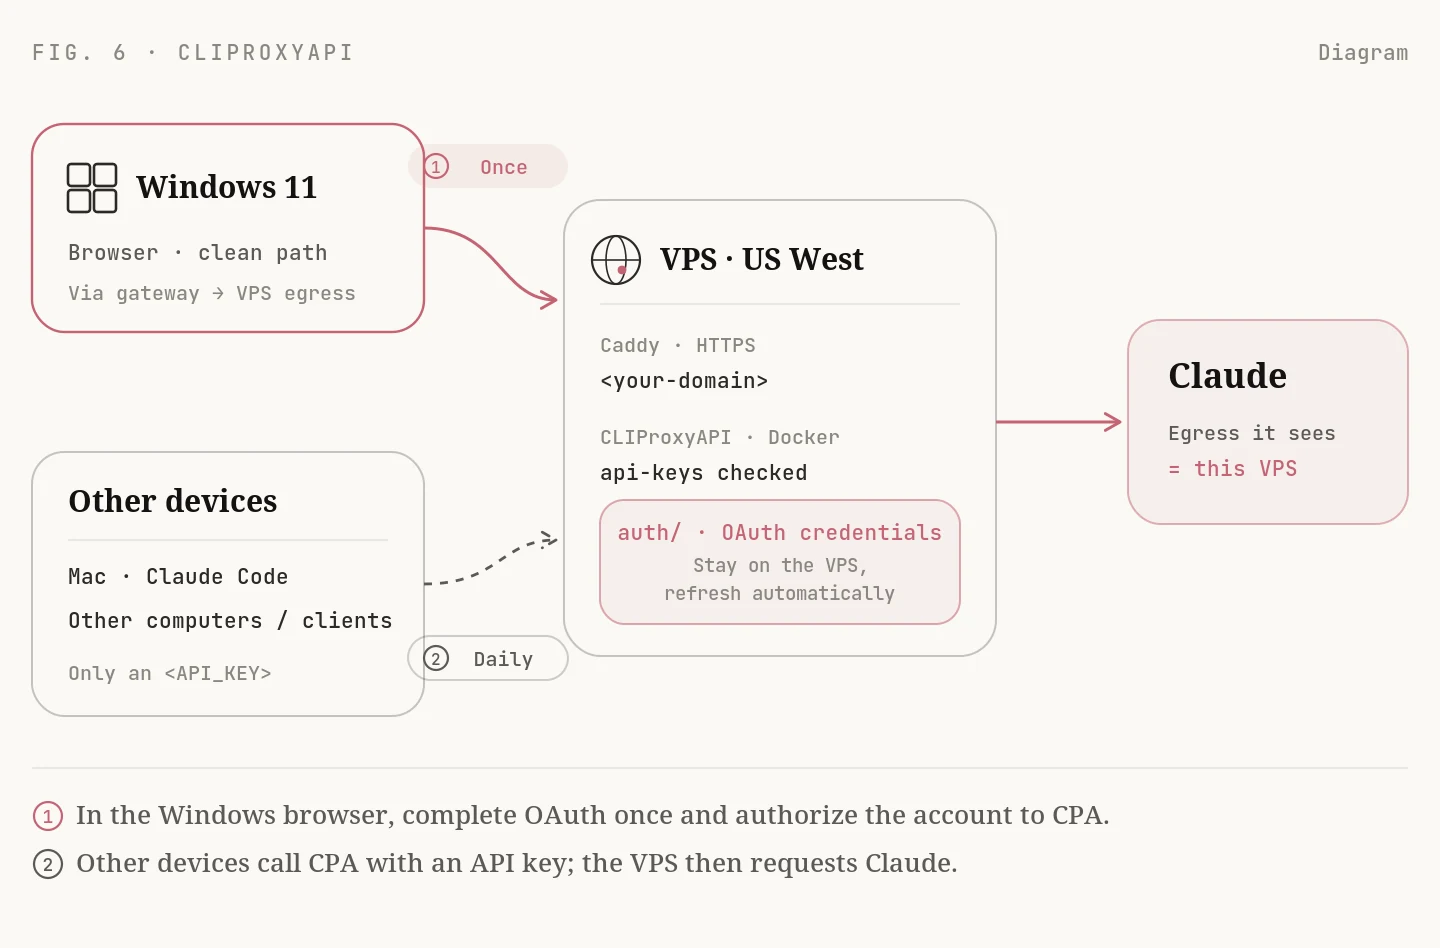 FIG. 6 · CLIPROXYAPI
Diagram
Windows 11
Browser · clean path
Via gateway → VPS egress
① Once
VPS · US West
Caddy · HTTPS
<your-domain>
CLIProxyAPI · Docker
api-keys checked
auth/ · OAuth credentials
Stay on the VPS,
refresh automatically
Claude
Egress it sees
= this VPS
Other devices
Mac · Claude Code
Other computers / clients
Only an <API_KEY>
② Daily
① In the Windows browser, complete OAuth once and authorize the account to CPA.
② Other devices call CPA with an API key; the VPS then requests Claude.